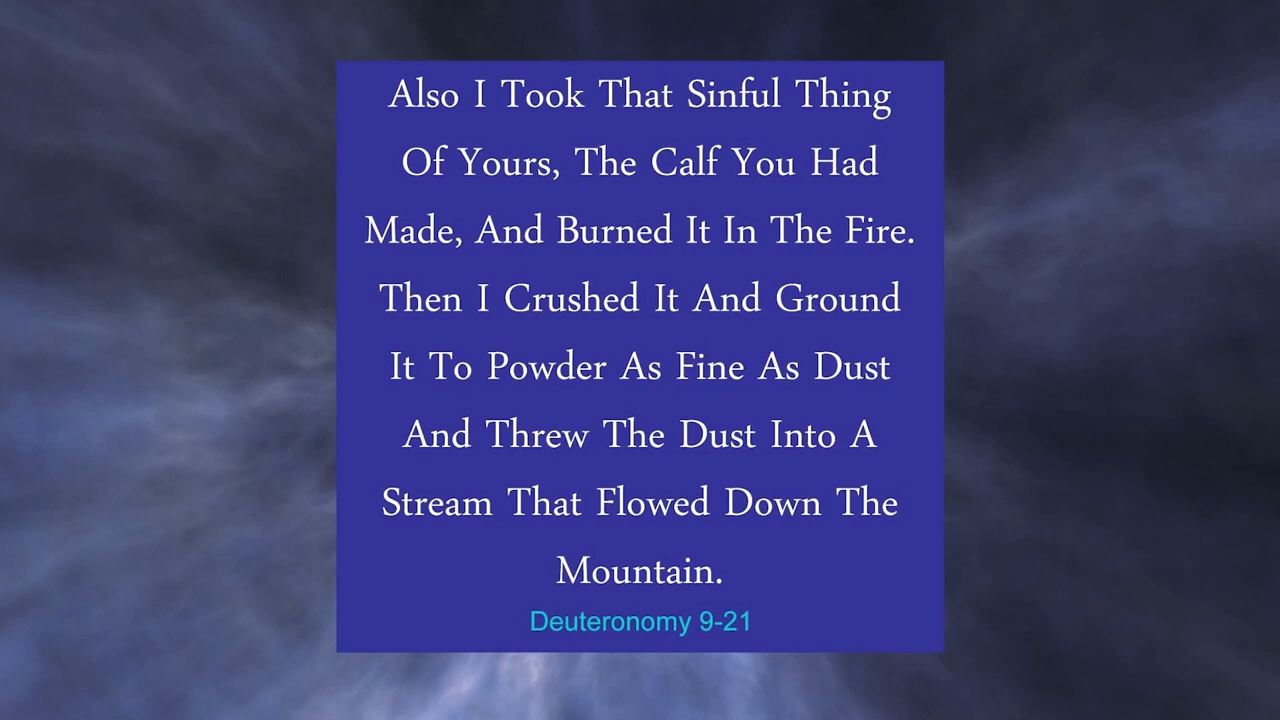 Also I Took That Sinful Thing
Of Yours, The Calf You Had
Made, And Burned It In The Fire.
Then I Crushed It And Ground
It To Powder As Fine As Dust
And Threw The Dust Into A
Stream That Flowed Down The
Mountain.
Deuteronomy 9-21